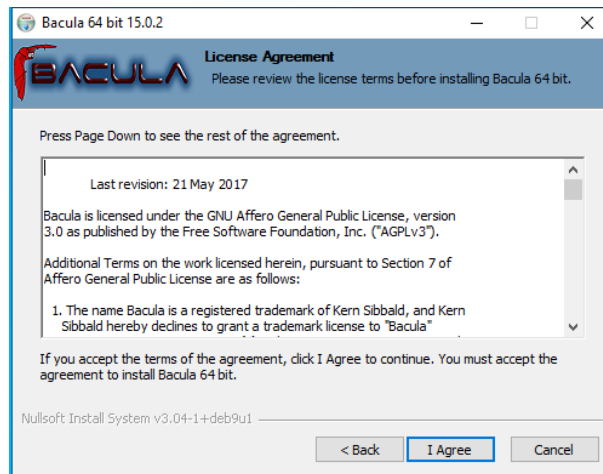 Bacula 64 bit 15.0.2
BACULA
License Agreement
Please review the license terms before installing Bacula 64 bit.
Press Page Down to see the rest of the agreement.
Last revision: 21 May 2017
Bacula is licensed under the GNU Affero General Public License, version
3.0 as published by the Free Software Foundation, Inc. ("AGPLv3").
Additional Terms on the work licensed herein, pursuant to Section 7 of
Affero General Public License are as follows:
1. The name Bacula is a registered trademark of Kern Sibbald, and Kern
Sibbald hereby declines to grant a trademark license to "Bacula"
If you accept the terms of the agreement, click I Agree to continue. You must accept the
agreement to install Bacula 64 bit.
Nullsoft Install System v3.04-1+deb9u1
< Back
I Agree
Cancel